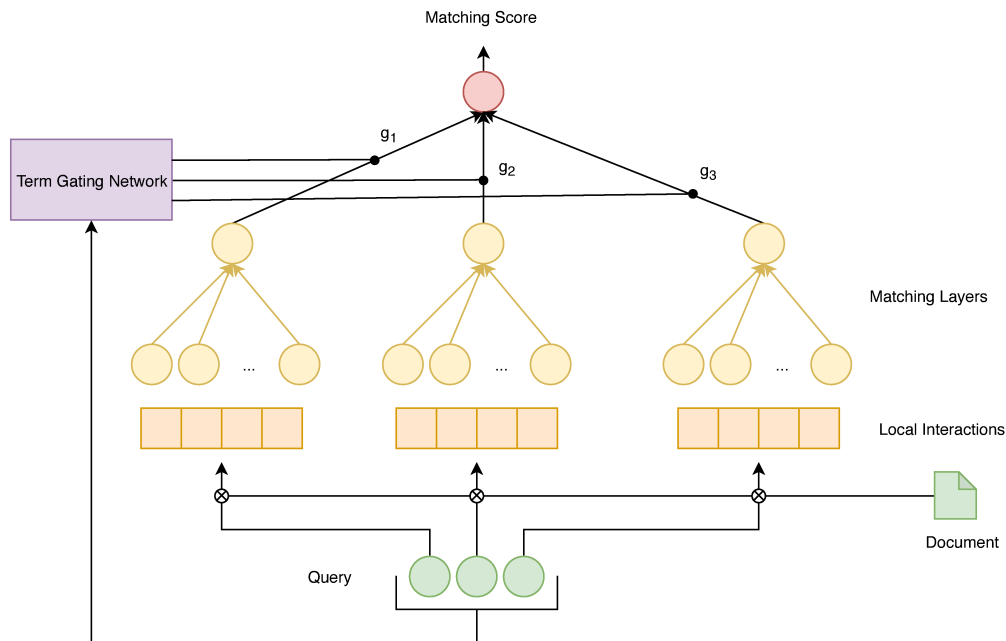 Matching Score
g1
Term Gating Network
g2
g3
Matching Layers
...
...
...
Local Interactions
Document
Query